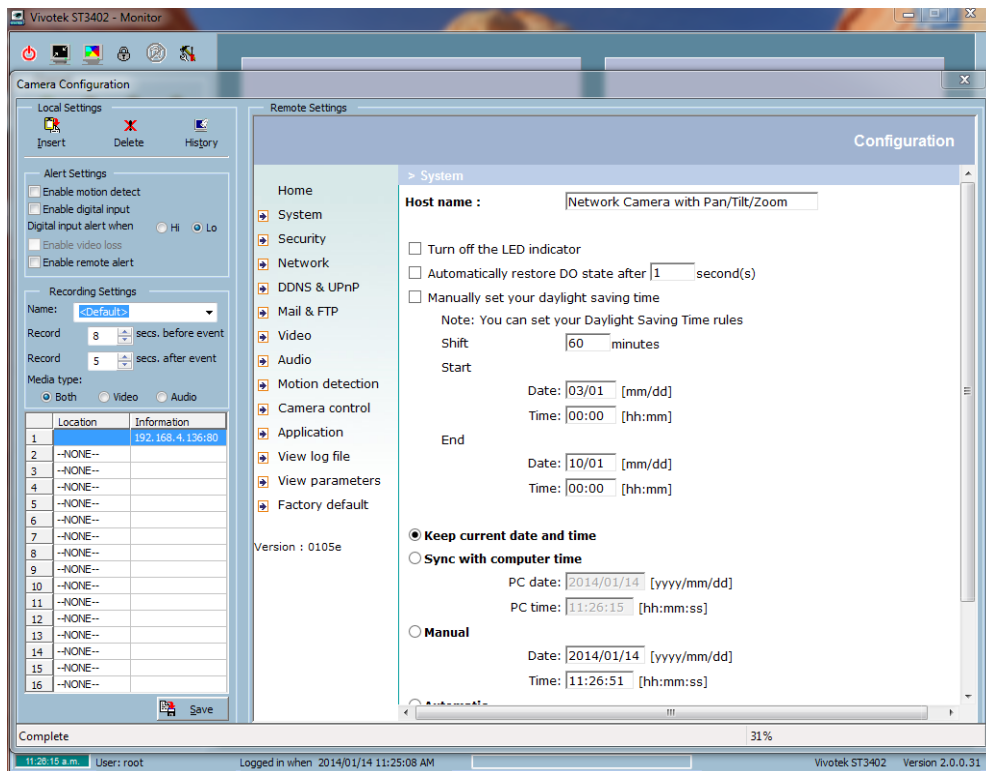 Vivotek ST3402 - Monitor
Camera Configuration
Local Settings
Insert Delete History
Alert Settings
Enable motion detect
Enable digital input
Digital input alert when Hi Lo
Enable video loss
Enable remote alert
Recording Settings
Name: <Default>
Record 8 secs. before event
Record 5 secs. after event
Media type:
Both Video Audio
Location Information
1 192.168.4.136:80
2 --NONE--
3 --NONE--
4 --NONE--
5 --NONE--
6 --NONE--
7 --NONE--
8 --NONE--
9 --NONE--
10 --NONE--
11 --NONE--
12 --NONE--
13 --NONE--
14 --NONE--
15 --NONE--
16 --NONE--
Save
Remote Settings
Configuration
Home
System
Security
Network
DDNS & UPnP
Mail & FTP
Video
Audio
Motion detection
Camera control
Application
View log file
View parameters
Factory default
Version : 0105e
> System
Host name : Network Camera with Pan/Tilt/Zoom
Turn off the LED indicator
Automatically restore DO state after 1 second(s)
Manually set your daylight saving time
Note: You can set your Daylight Saving Time rules
Shift 60 minutes
Start
Date: 03/01 [mm/dd]
Time: 00:00 [hh:mm]
End
Date: 10/01 [mm/dd]
Time: 00:00 [hh:mm]
Keep current date and time
Sync with computer time
PC date: 2014/01/14 [yyyy/mm/dd]
PC time: 11:26:15 [hh:mm:ss]
Manual
Date: 2014/01/14 [yyyy/mm/dd]
Time: 11:26:51 [hh:mm:ss]
Automatic
Complete 31%
11:26:15 a.m. User: root Logged in when 2014/01/14 11:25:08 AM Vivotek ST3402 Version 2.0.0.31